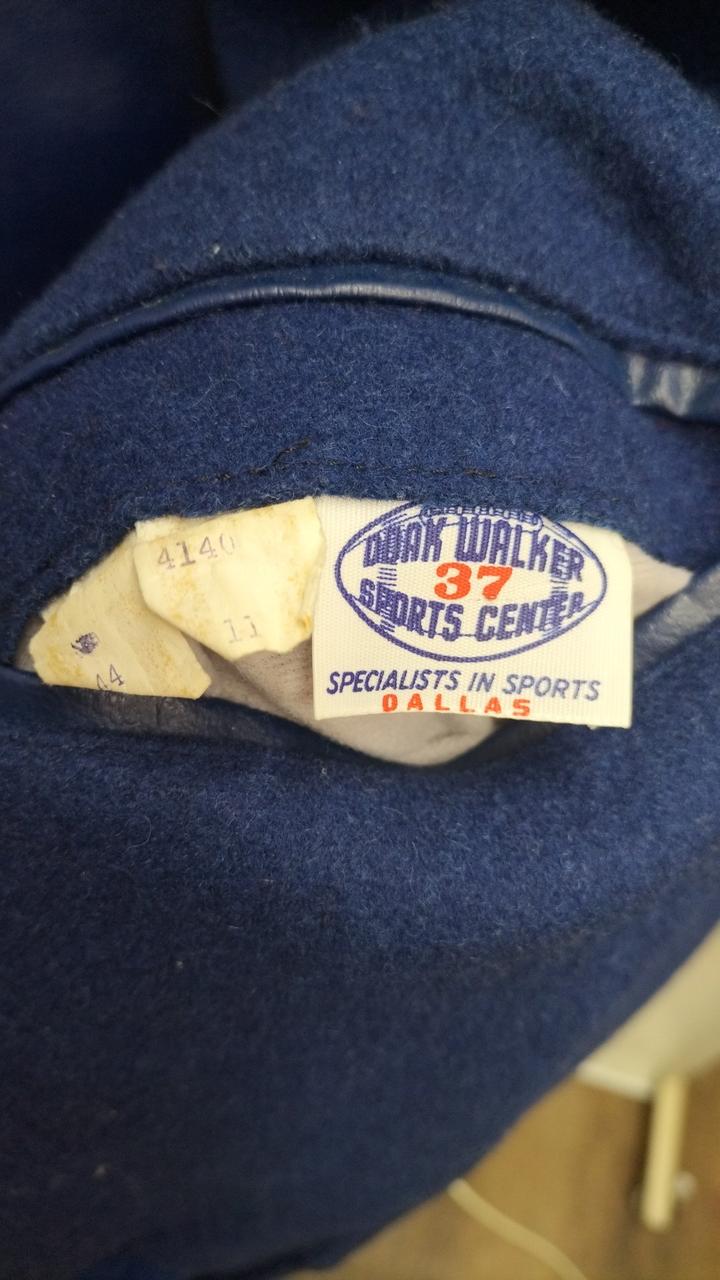 4140
11
44
DOAK WALKER
37
SPORTS CENTER
SPECIALISTS IN SPORTS
DALLAS